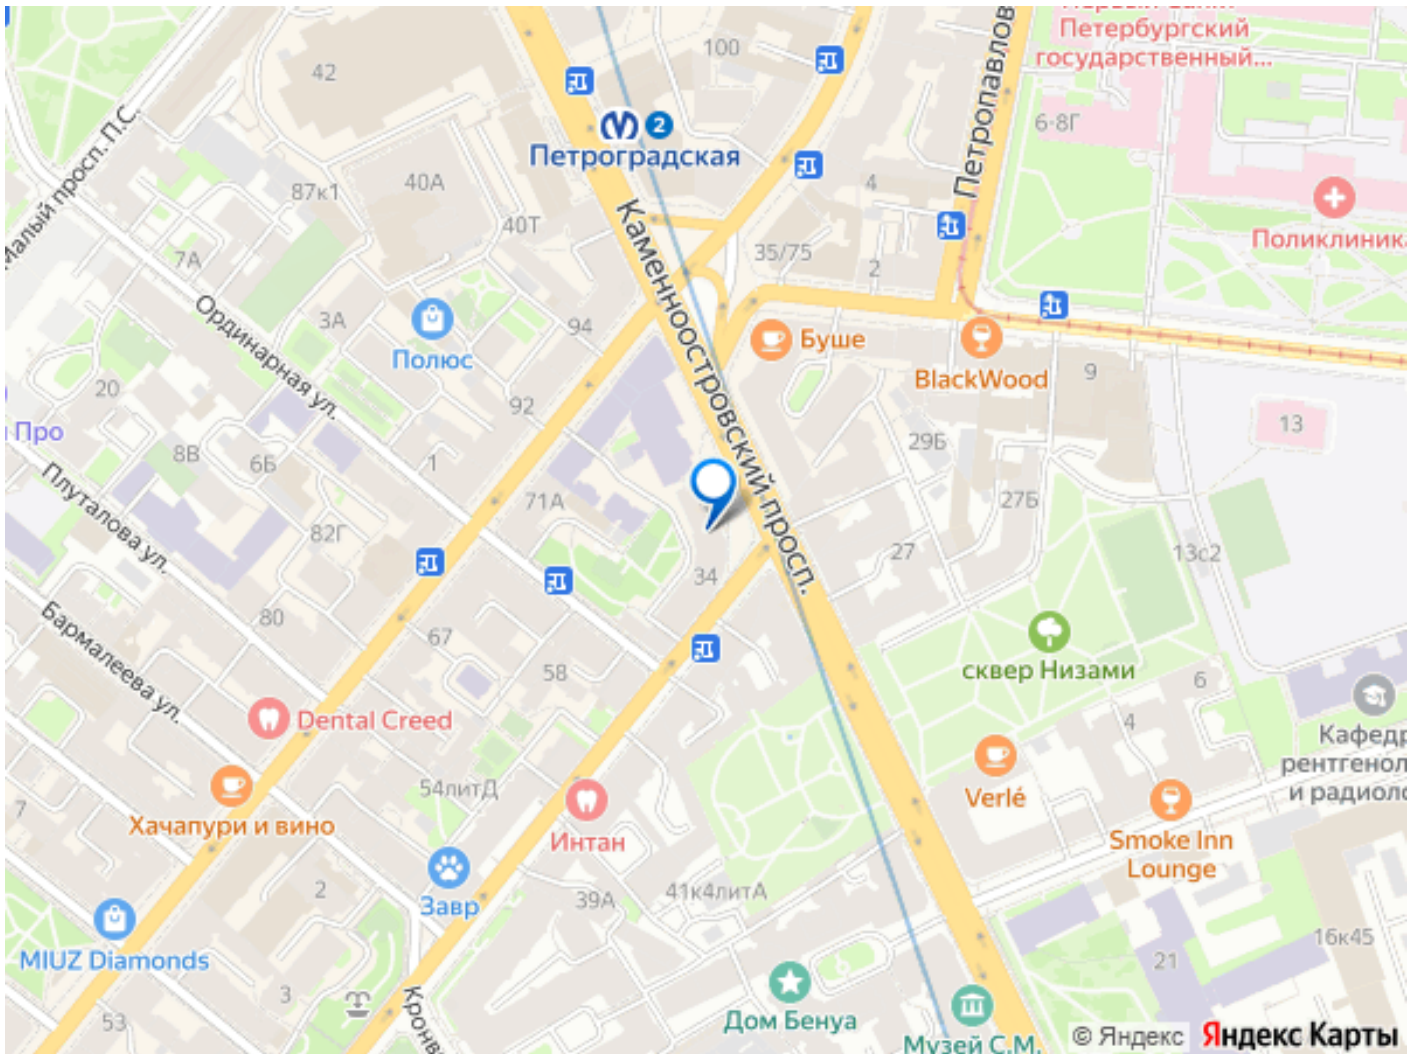 Петербургский
государственный...
100
42
6-8Г
2
Петроградская
Петропавлов
Малый просп. П.С.
87к1
40А
4
40Т
Поликлиника
7А
35/75
2
Каменноостровский просп.
Ординарная ул.
3А
94
Буше
Полюс
BlackWood
9
20
92
13
Про
8В
6Б
1
29Б
71А
27Б
Плуталова ул.
82Г
27
13с2
34
Бармалеева ул.
80
67
58
сквер Низами
6
Dental Creed
4
Кафедр
рентгенол
и радиоло
54литД
Verlé
7
Хачапури и вино
Интан
Smoke Inn
Lounge
2
Завр
39А
41к4литА
MIUZ Diamonds
16к45
21
3
Кронв
53
Дом Бенуа
Музей С.М.
© Яндекс Яндекс Карты